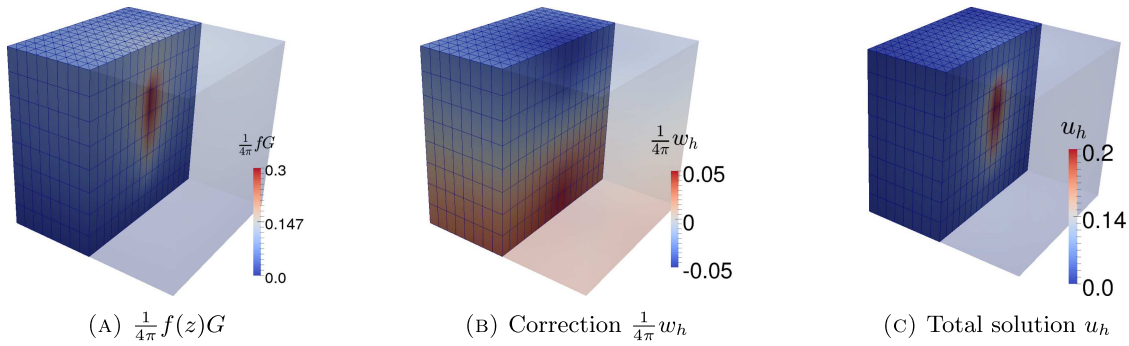 1/4π fG
0.3
0.147
0.0
(A) 1/4π f(z)G
1/4π w_h
0.05
0
-0.05
(B) Correction 1/4π w_h
u_h
0.2
0.14
0.0
(C) Total solution u_h